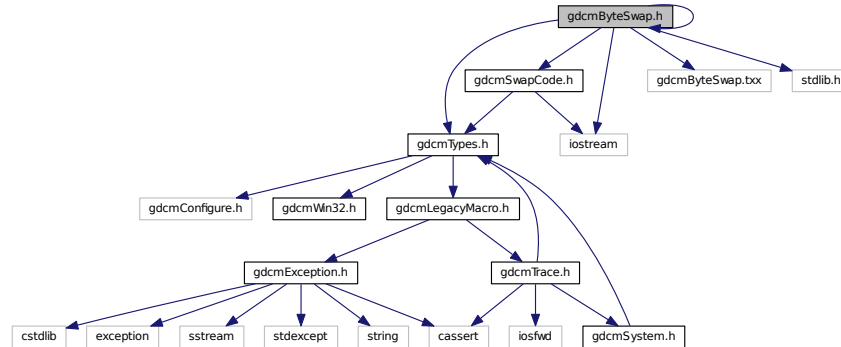 gdcmByteSwap.h
gdcmSwapCode.h
gdcmByteSwap.txx
stdlib.h
gdcmTypes.h
iostream
gdcmConfigure.h
gdcmWin32.h
gdcmLegacyMacro.h
gdcmException.h
gdcmTrace.h
cstdlib
exception
sstream
stdexcept
string
cassert
iosfwd
gdcmSystem.h